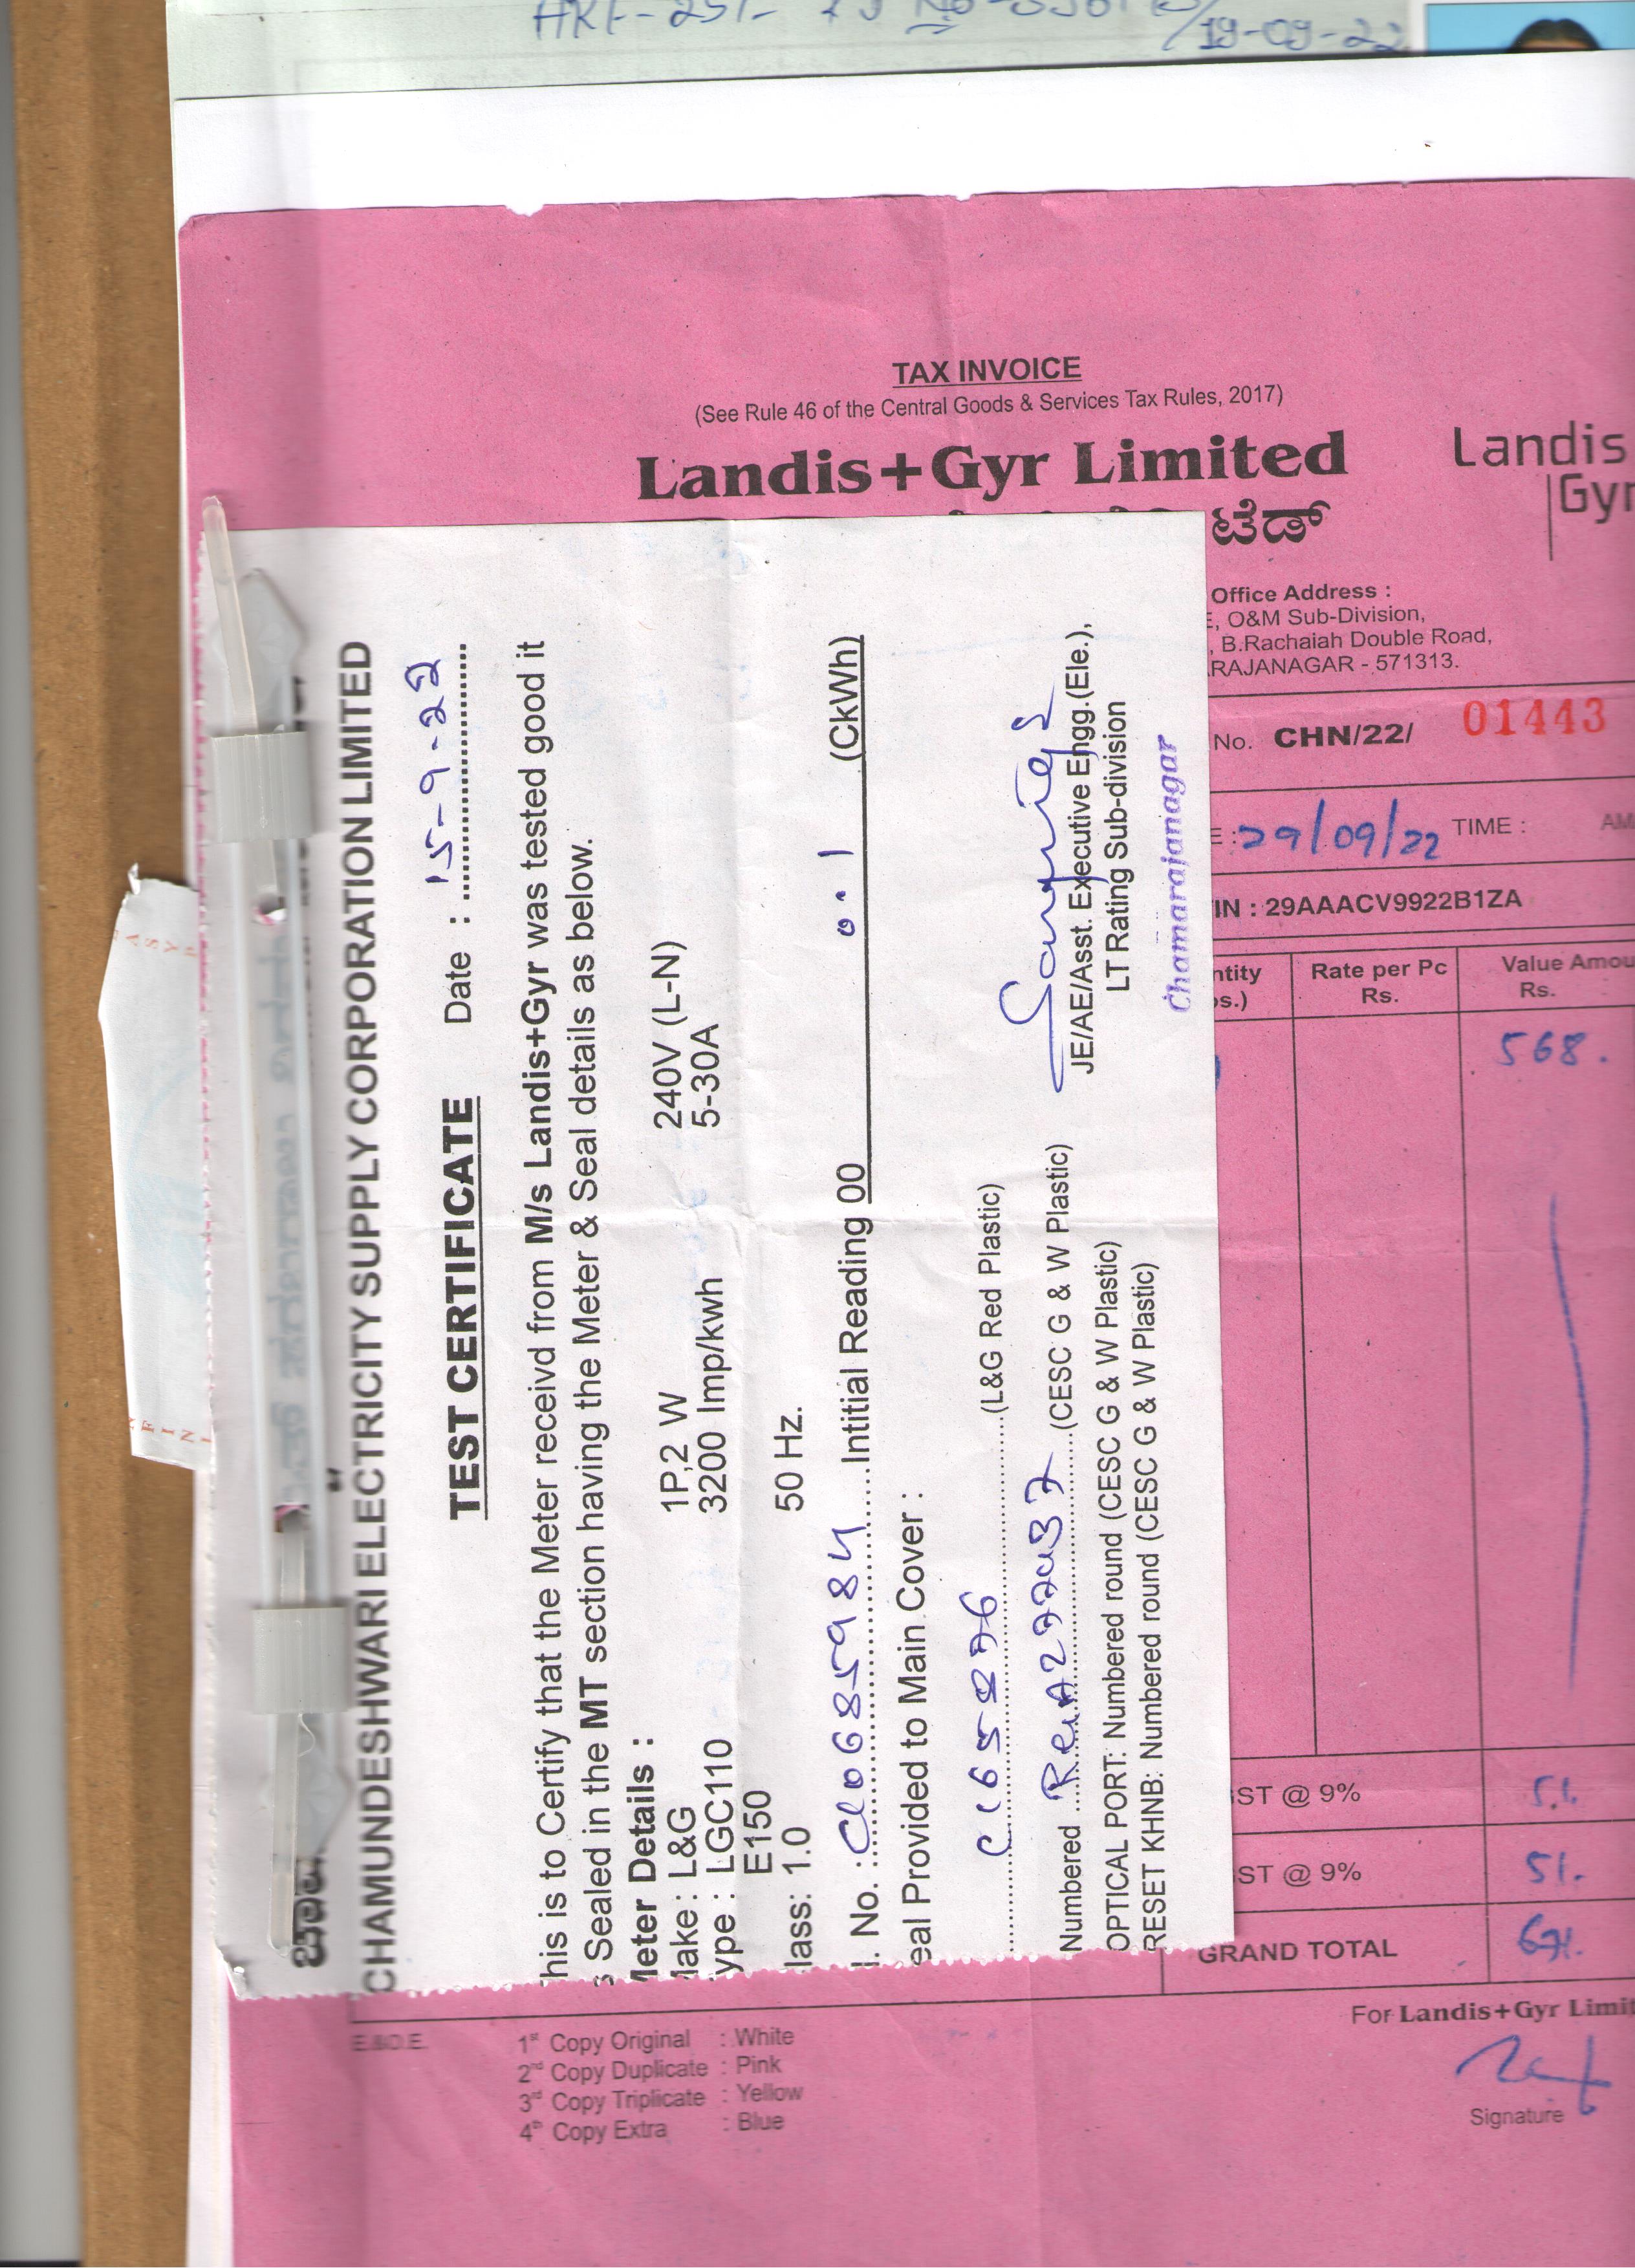 19-09-22
TAX INVOICE
(See Rule 46 of the Central Goods & Services Tax Rules, 2017)
Landis+Gyr Limited
Landis
Gyr
ಟೆಡ್
Office Address :
E, O&M Sub-Division,
, B.Rachaiah Double Road,
RAJANAGAR - 571313.
No. CHN/22/ 01443
E : 29/09/22 TIME : AM
IN : 29AAACV9922B1ZA
ntity
os.)
Rate per Pc
Rs.
Value Amou
Rs.
568.
ST @ 9% 51.
ST @ 9% 51.
GRAND TOTAL 671.
For Landis+Gyr Limit
Signature
E.&O.E.
1st Copy Original : White
2nd Copy Duplicate : Pink
3rd Copy Triplicate : Yellow
4th Copy Extra : Blue
CHAMUNDESHWARI ELECTRICITY SUPPLY CORPORATION LIMITED
TEST CERTIFICATE Date : 15-9-22
his is to Certify that the Meter receivd from M/s Landis+Gyr was tested good it
s Sealed in the MT section having the Meter & Seal details as below.
Meter Details :
Make : L&G 1P,2 W 240V (L-N)
ype : LGC110 3200 Imp/kwh 5-30A
E150
lass: 1.0 50 Hz.
l. No. : Cl0685984 Intitial Reading 00 0.1 (CkWh)
eal Provided to Main Cover :
C165876 (L&G Red Plastic)
Numbered (CESC G & W Plastic)
OPTICAL PORT: Numbered round (CESC G & W Plastic)
RESET KHNB: Numbered round (CESC G & W Plastic)
JE/AE/Asst. Executive Engg.(Ele.),
LT Rating Sub-division
Chamarajanagar